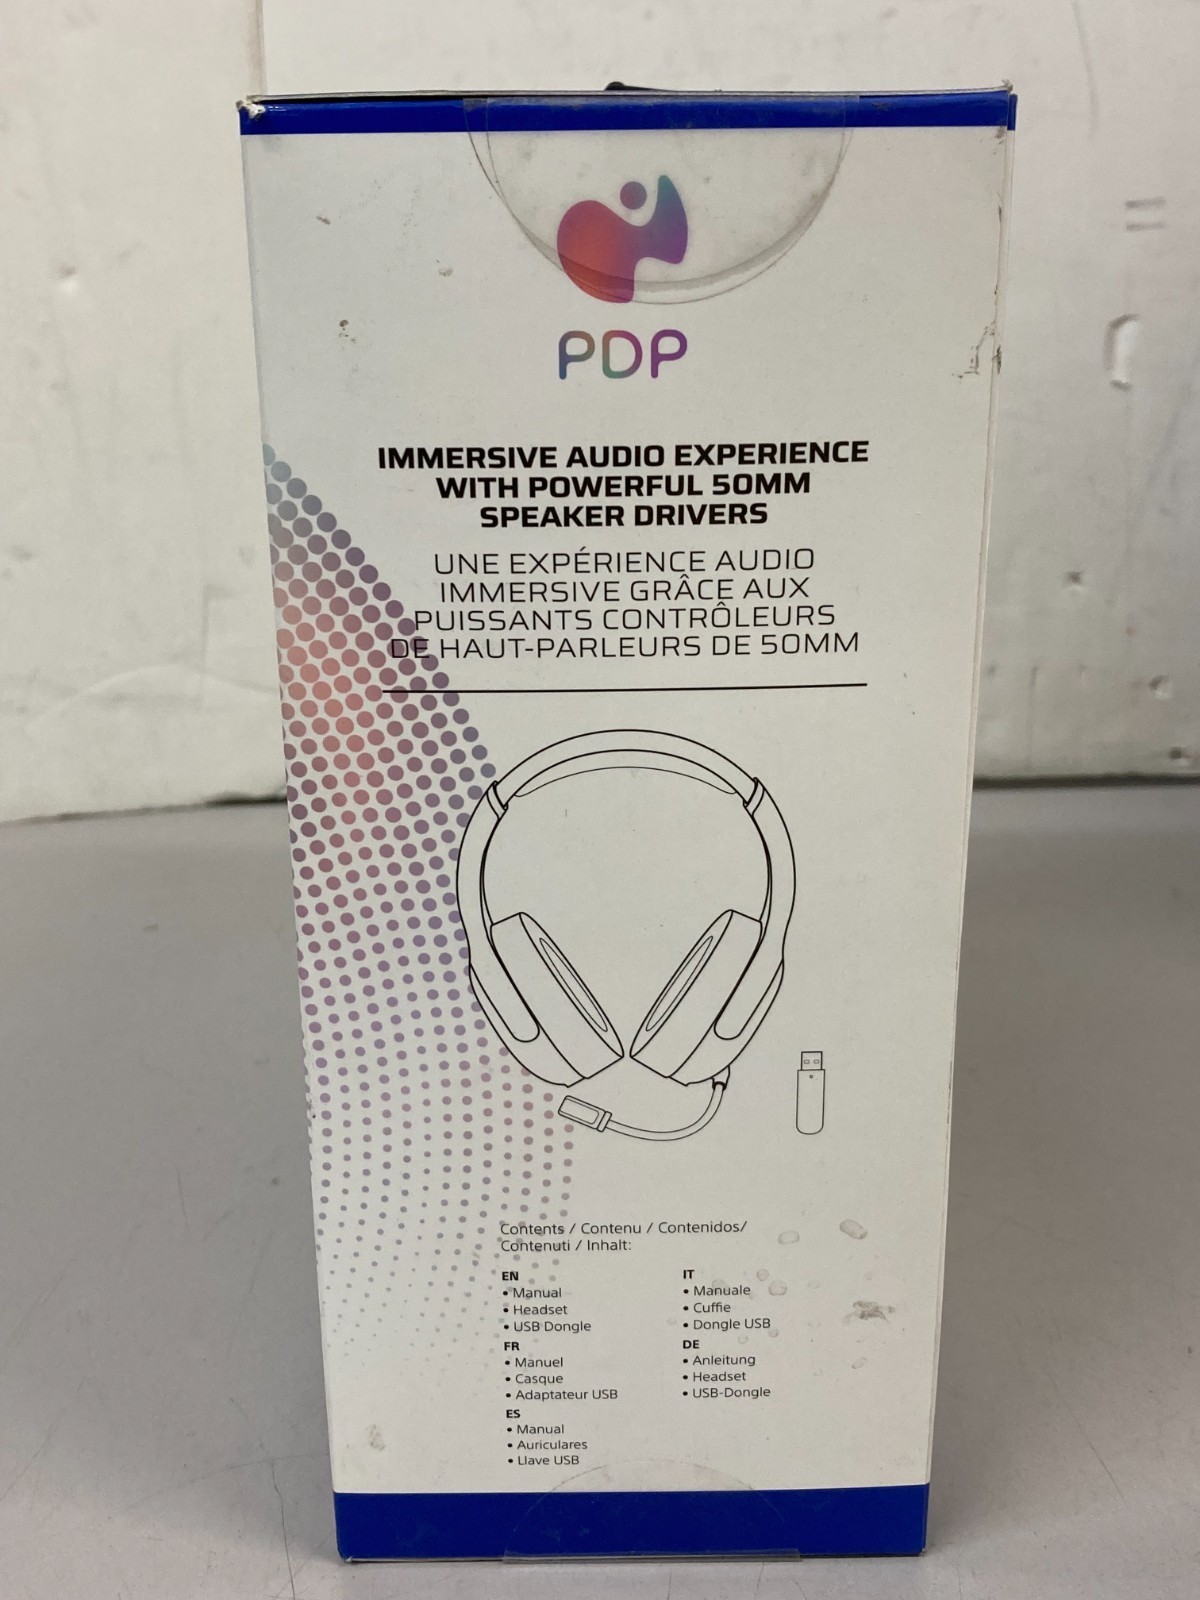 PDP
IMMERSIVE AUDIO EXPERIENCE
WITH POWERFUL 50MM
SPEAKER DRIVERS
UNE EXPÉRIENCE AUDIO
IMMERSIVE GRÂCE AUX
PUISSANTS CONTRÔLEURS
DE HAUT-PARLEURS DE 50MM
Contents / Contenu / Contenidos/
Contenuti / Inhalt:
EN
• Manual
• Headset
• USB Dongle
FR
• Manuel
• Casque
• Adaptateur USB
ES
• Manual
• Auriculares
• Llave USB
IT
• Manuale
• Cuffie
• Dongle USB
DE
• Anleitung
• Headset
• USB-Dongle